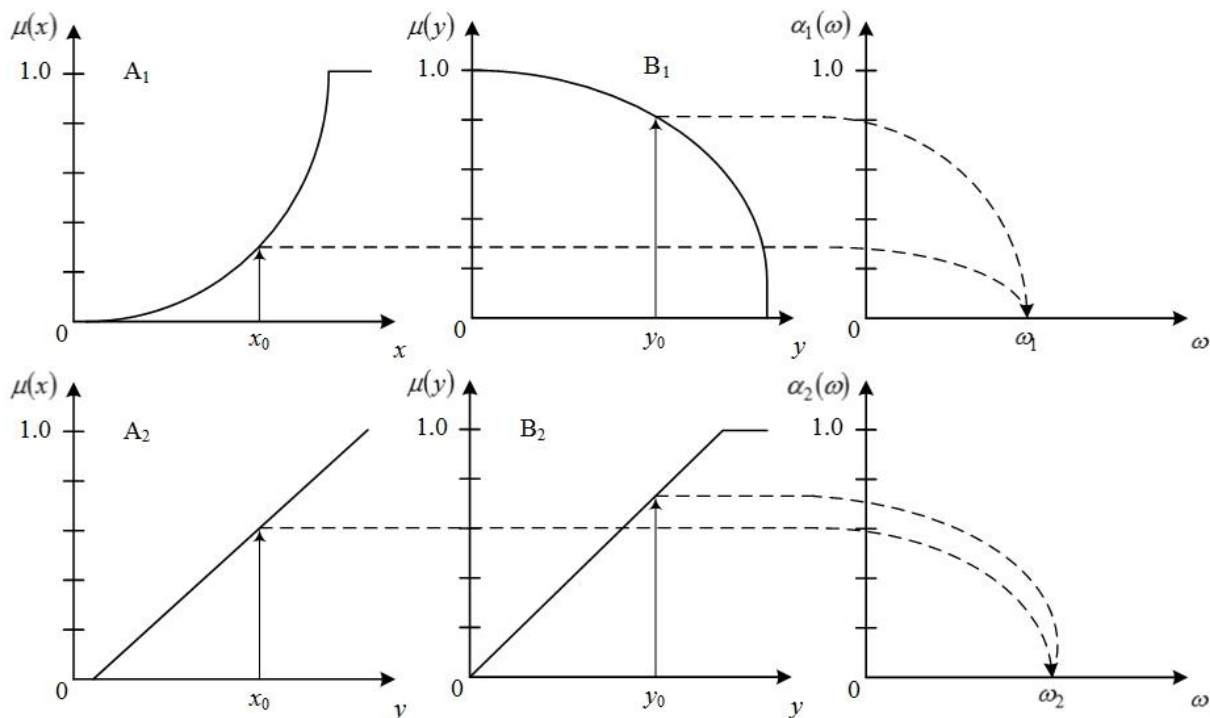 μ(x) μ(y) α₁(ω)
1.0 A₁ 1.0 B₁ 1.0
0 x₀ x 0 y₀ y 0 ω₁ ω
μ(x) μ(y) α₂(ω)
1.0 A₂ 1.0 B₂ 1.0
0 x₀ y 0 y₀ y 0 ω₂ ω